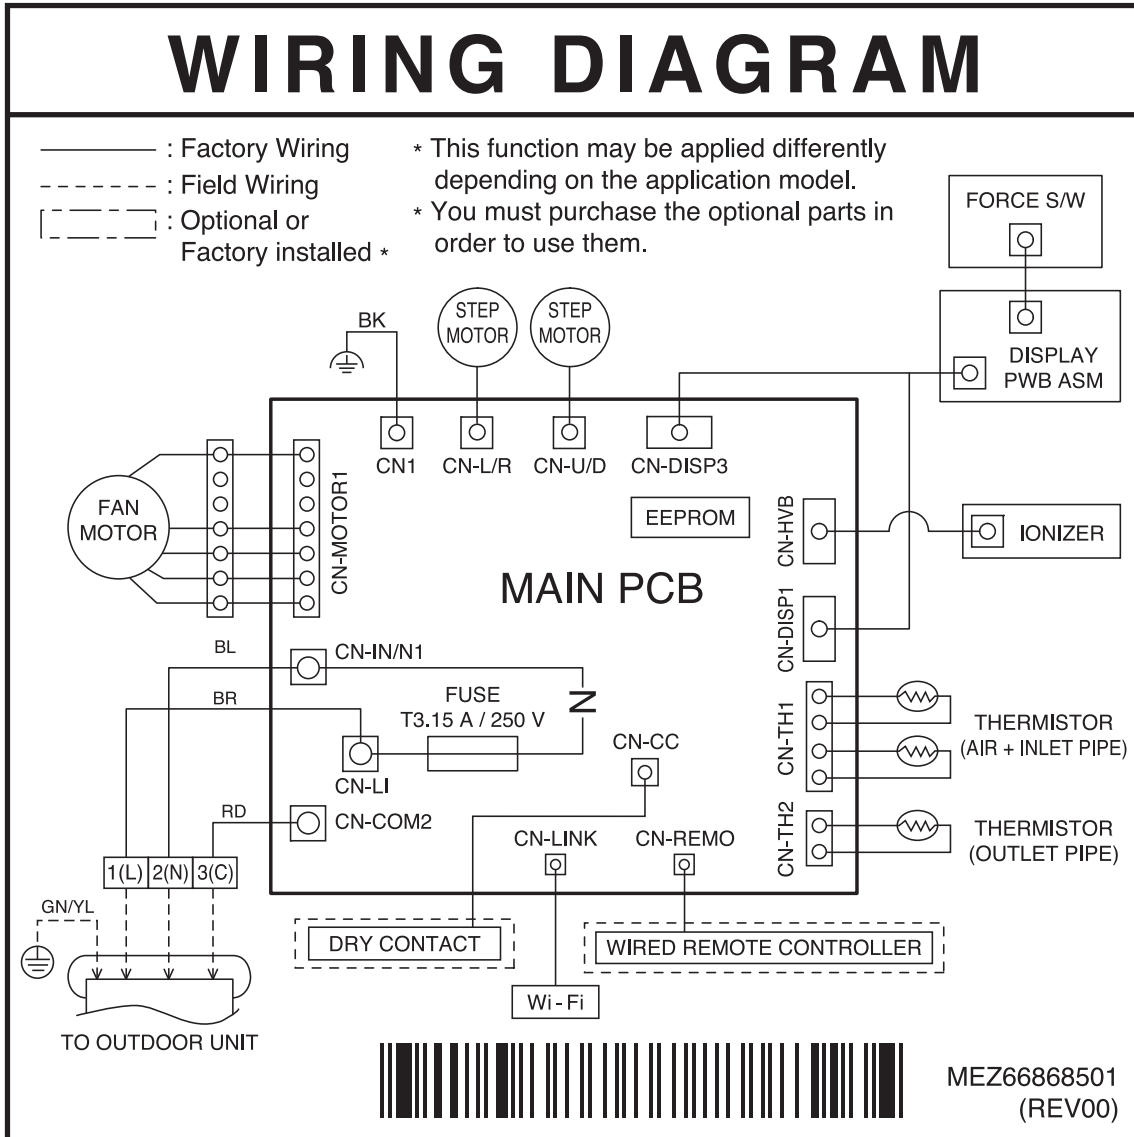 WIRING DIAGRAM
: Factory Wiring
: Field Wiring
: Optional or
Factory installed *
* This function may be applied differently
depending on the application model.
* You must purchase the optional parts in
order to use them.
FORCE S/W
DISPLAY
PWB ASM
BK
STEP
MOTOR
STEP
MOTOR
CN1
CN-L/R
CN-U/D
CN-DISP3
FAN
MOTOR
CN-MOTOR1
EEPROM
CN-HVB
IONIZER
MAIN PCB
CN-DISP1
BL
CN-IN/N1
BR
FUSE
T3.15 A / 250 V
N
CN-LI
CN-CC
CN-TH1
THERMISTOR
(AIR + INLET PIPE)
RD
CN-COM2
CN-LINK
CN-REMO
CN-TH2
THERMISTOR
(OUTLET PIPE)
1(L) 2(N) 3(C)
GN/YL
DRY CONTACT
WIRED REMOTE CONTROLLER
Wi-Fi
TO OUTDOOR UNIT
MEZ66868501
(REV00)